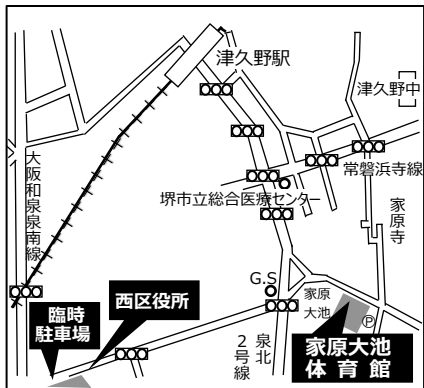 津久野駅
津久野中
大阪和泉泉南線
常磐浜寺線
堺市立総合医療センター
家原寺
G.S
家原
大池
P
臨時
駐車場
西区役所
泉北
2号線
家原大池
体育館